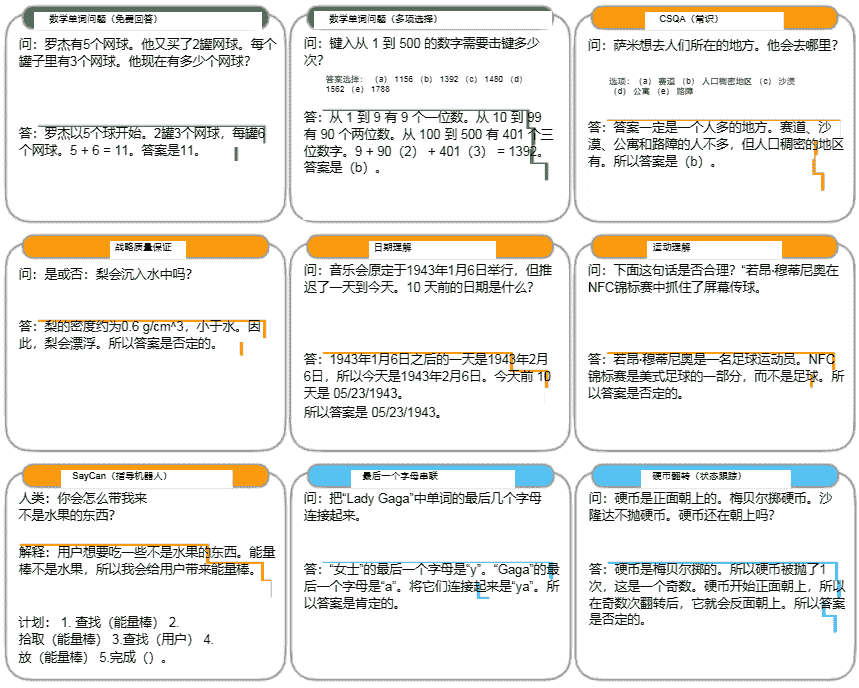 数学单词问题（免费回答）
问：罗杰有5个网球。他又买了2罐网球。每个
罐子里有3个网球。他现在有多少个网球？
答：罗杰以5个球开始。2罐3个网球，每罐6
个网球。5 + 6 = 11。答案是11。
数学单词问题（多项选择）
问：键入从 1 到 500 的数字需要击键多少
次？
答案选择：（a） 1156 （b） 1392 （c） 1480 （d）
1562 （e） 1788
答：从 1 到 9 有 9 个一位数。从 10 到 99
有 90 个两位数。从 100 到 500 有 401 个三
位数字。9 + 90（2） + 401（3） = 1392。
答案是（b）。
CSQA（常识）
问：萨米想去人们所在的地方。他会去哪里？
选项：（a） 赛道 （b） 人口稠密地区 （c） 沙漠
（d） 公寓 （e） 路障
答：答案一定是一个人多的地方。赛道、沙
漠、公寓和路障的人不多，但人口稠密的地区
有。所以答案是（b）。
战略质量保证
问：是或否：梨会沉入水中吗？
答：梨的密度约为0.6 g/cm^3，小于水。因
此，梨会漂浮。所以答案是否定的。
日期理解
问：音乐会原定于1943年1月6日举行，但推
迟了一天到今天。10 天前的日期是什么？
答：1943年1月6日之后的一天是1943年2月
6日，所以今天是1943年2月6日。今天前 10
天是 05/23/1943。
所以答案是 05/23/1943。
运动理解
问：下面这句话是否合理？“若昂·穆蒂尼奥在
NFC锦标赛中抓住了屏幕传球。
答：若昂·穆蒂尼奥是一名足球运动员。NFC
锦标赛是美式足球的一部分，而不是足球。所
以答案是否定的。
SayCan（指导机器人）
人类：你会怎么带我来
不是水果的东西？
解释：用户想要吃一些不是水果的东西。能量
棒不是水果，所以我会给用户带来能量棒。
计划： 1. 查找（能量棒） 2.
拾取（能量棒） 3.查找（用户） 4.
放（能量棒） 5.完成（）。
最后一个字母串联
问：把“Lady Gaga”中单词的最后几个字母
连接起来。
答：“女士”的最后一个字母是“y”。“Gaga”的最
后一个字母是“a”。将它们连接起来是“ya”。所
以答案是肯定的。
硬币翻转（状态跟踪）
问：硬币是正面朝上的。梅贝尔掷硬币。沙
隆达不抛硬币。硬币还在朝上吗？
答：硬币是梅贝尔掷的。所以硬币被抛了1
次，这是一个奇数。硬币开始正面朝上，所以
在奇数次翻转后，它就会反面朝上。所以答案
是否定的。